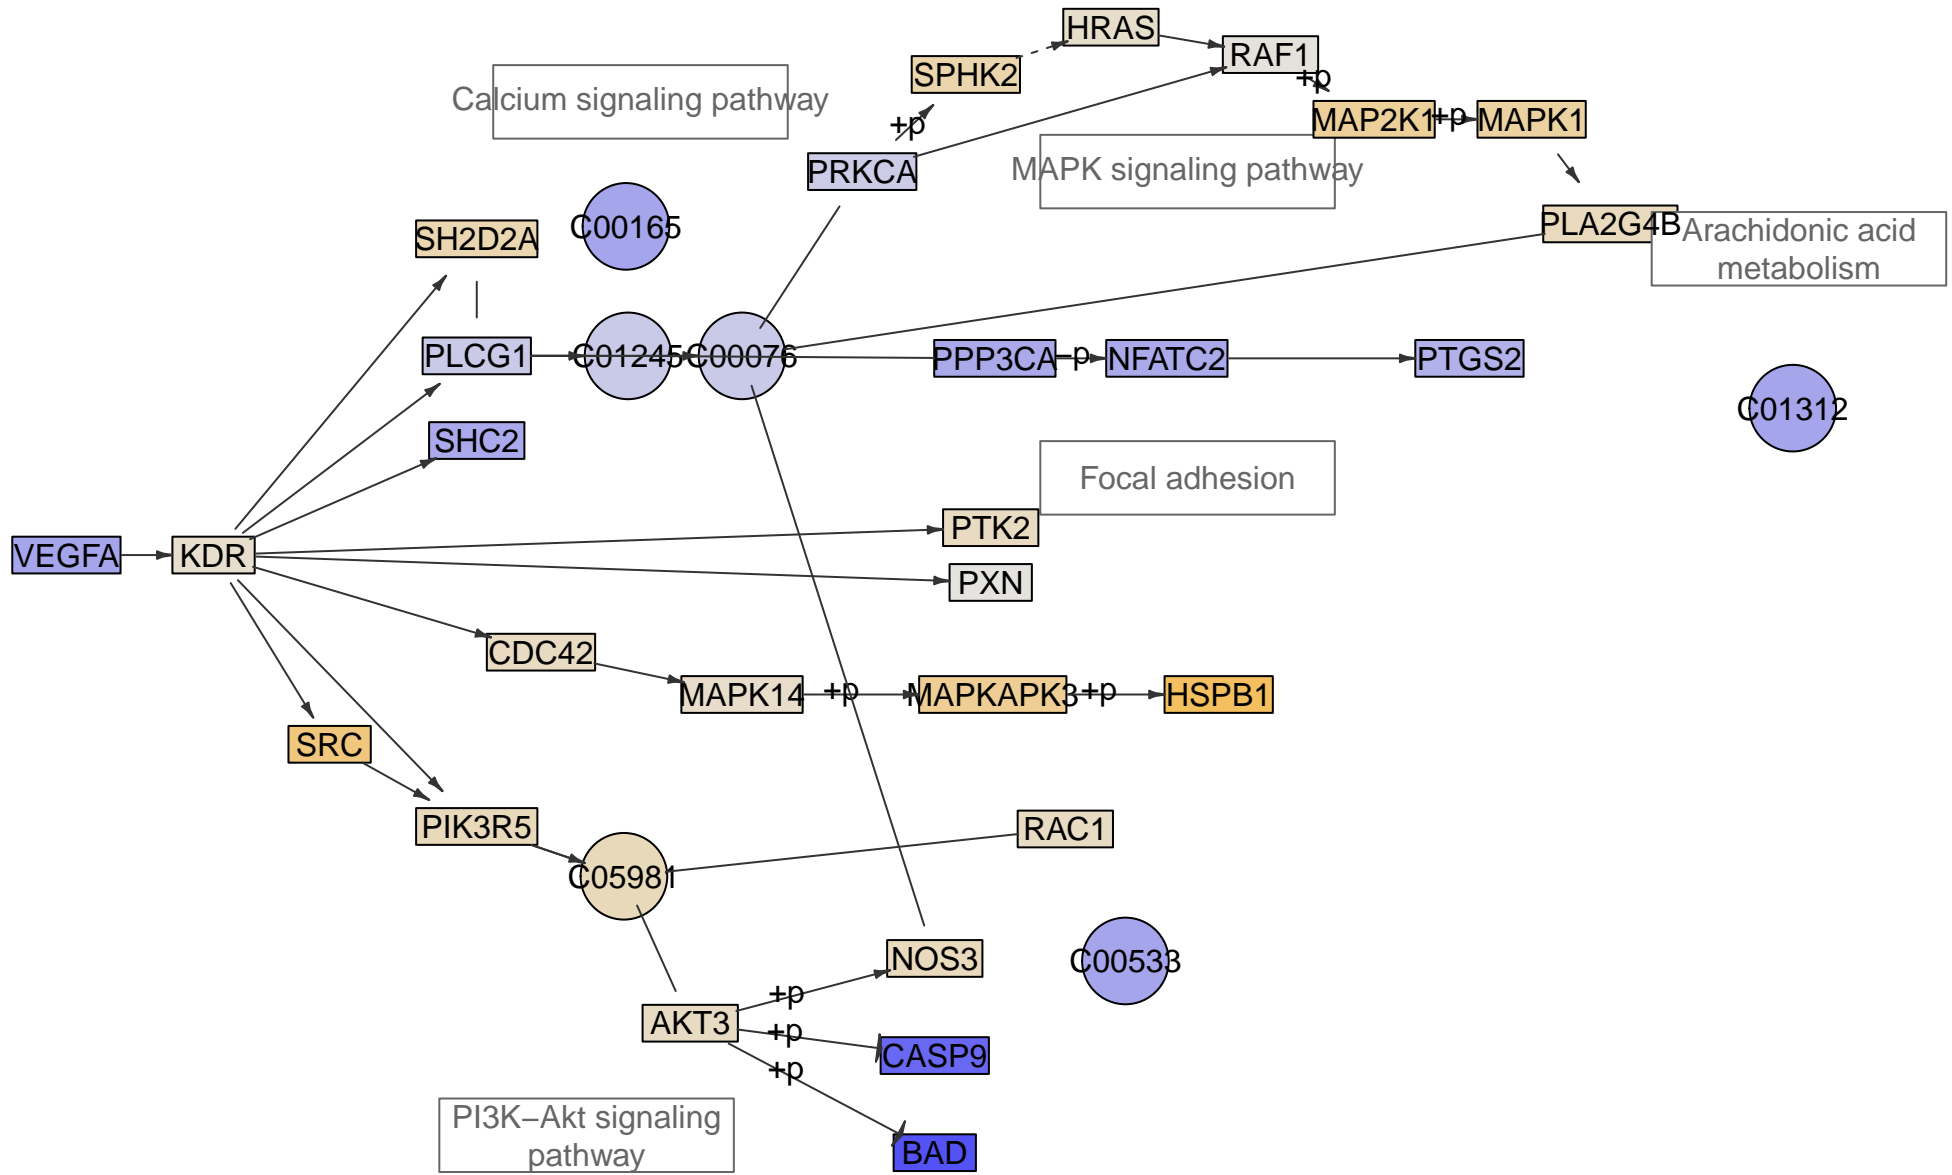 HRAS
RAF1
+p
SPHK2
Calcium signaling pathway
+p
MAP2K1
+p
MAPK1
PRKCA
MAPK signaling pathway
C00165
SH2D2A
PLA2G4B
Arachidonic acid
metabolism
PLCG1
C01245
C00076
PPP3CA
−p
NFATC2
PTGS2
C01312
SHC2
Focal adhesion
PTK2
VEGFA
KDR
PXN
CDC42
MAPK14
+p
MAPKAPK3
+p
HSPB1
SRC
PIK3R5
RAC1
C05981
NOS3
C00533
+p
AKT3
+p
CASP9
+p
PI3K−Akt signaling
pathway
BAD